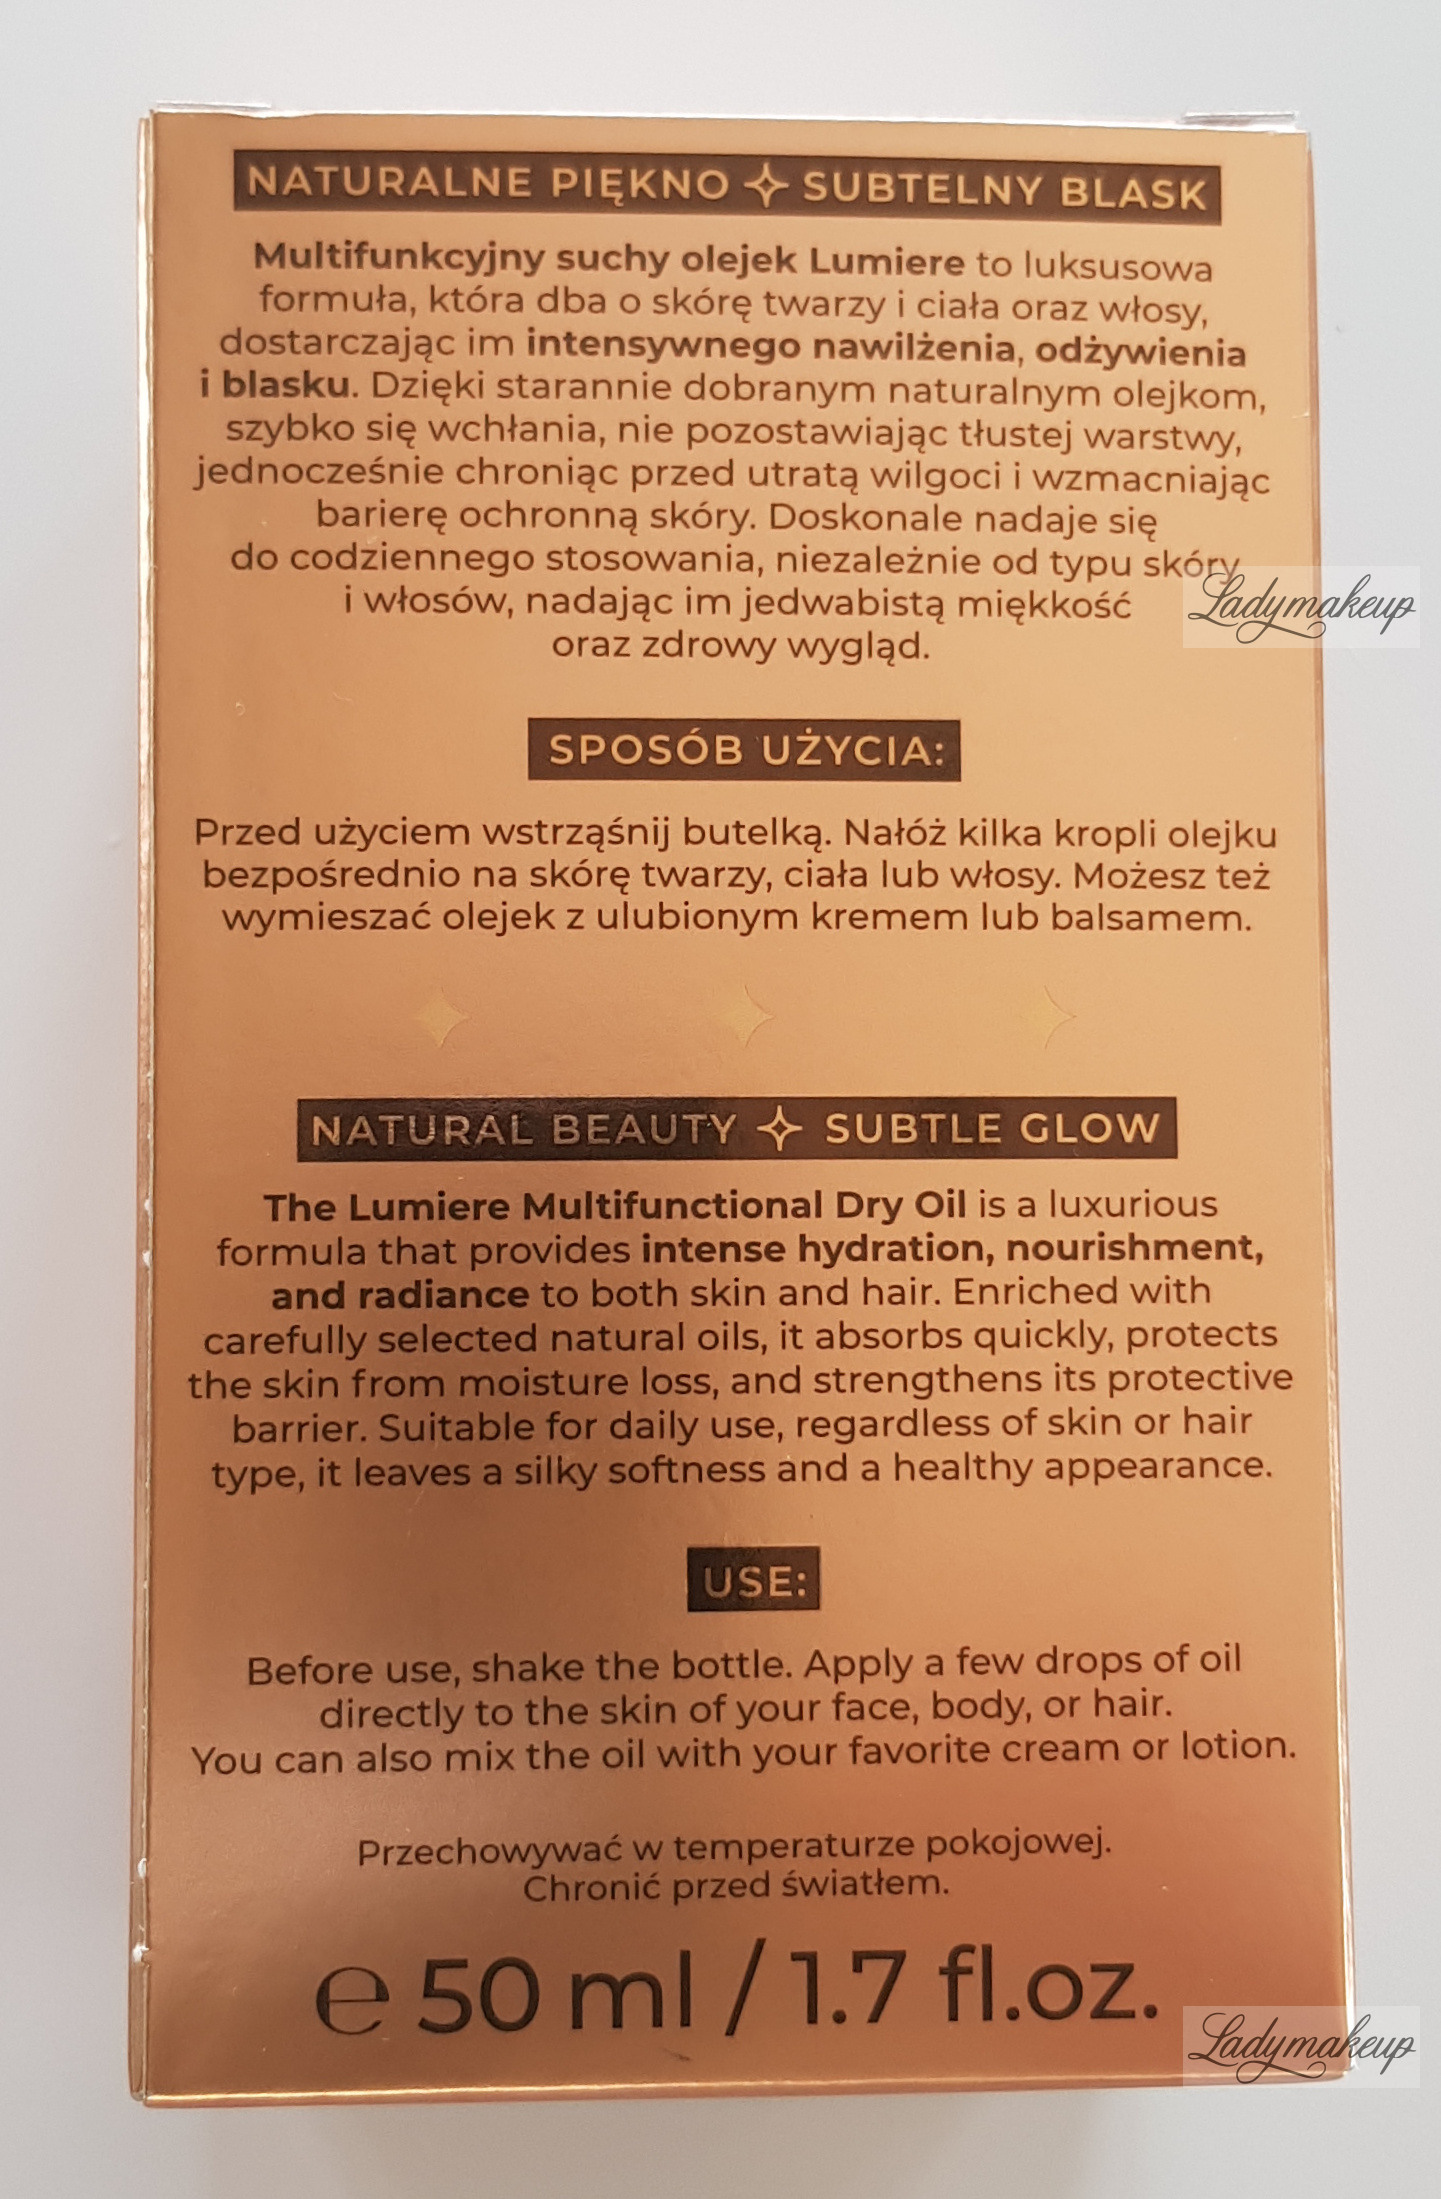 NATURALNE PIĘKNO ✧ SUBTELNY BLASK
Multifunkcyjny suchy olejek Lumiere to luksusowa
formuła, która dba o skórę twarzy i ciała oraz włosy,
dostarczając im intensywnego nawilżenia, odżywienia
i blasku. Dzięki starannie dobranym naturalnym olejkom,
szybko się wchłania, nie pozostawiając tłustej warstwy,
jednocześnie chroniąc przed utratą wilgoci i wzmacniając
barierę ochronną skóry. Doskonale nadaje się
do codziennego stosowania, niezależnie od typu skóry
i włosów, nadając im jedwabistą miękkość
oraz zdrowy wygląd.
Ladymakeup
SPOSÓB UŻYCIA:
Przed użyciem wstrząśnij butelką. Nałóż kilka kropli olejku
bezpośrednio na skórę twarzy, ciała lub włosy. Możesz też
wymieszać olejek z ulubionym kremem lub balsamem.
NATURAL BEAUTY ✧ SUBTLE GLOW
The Lumiere Multifunctional Dry Oil is a luxurious
formula that provides intense hydration, nourishment,
and radiance to both skin and hair. Enriched with
carefully selected natural oils, it absorbs quickly, protects
the skin from moisture loss, and strengthens its protective
barrier. Suitable for daily use, regardless of skin or hair
type, it leaves a silky softness and a healthy appearance.
USE:
Before use, shake the bottle. Apply a few drops of oil
directly to the skin of your face, body, or hair.
You can also mix the oil with your favorite cream or lotion.
Przechowywać w temperaturze pokojowej.
Chronić przed światłem.
℮ 50 ml / 1.7 fl.oz.
Ladymakeup